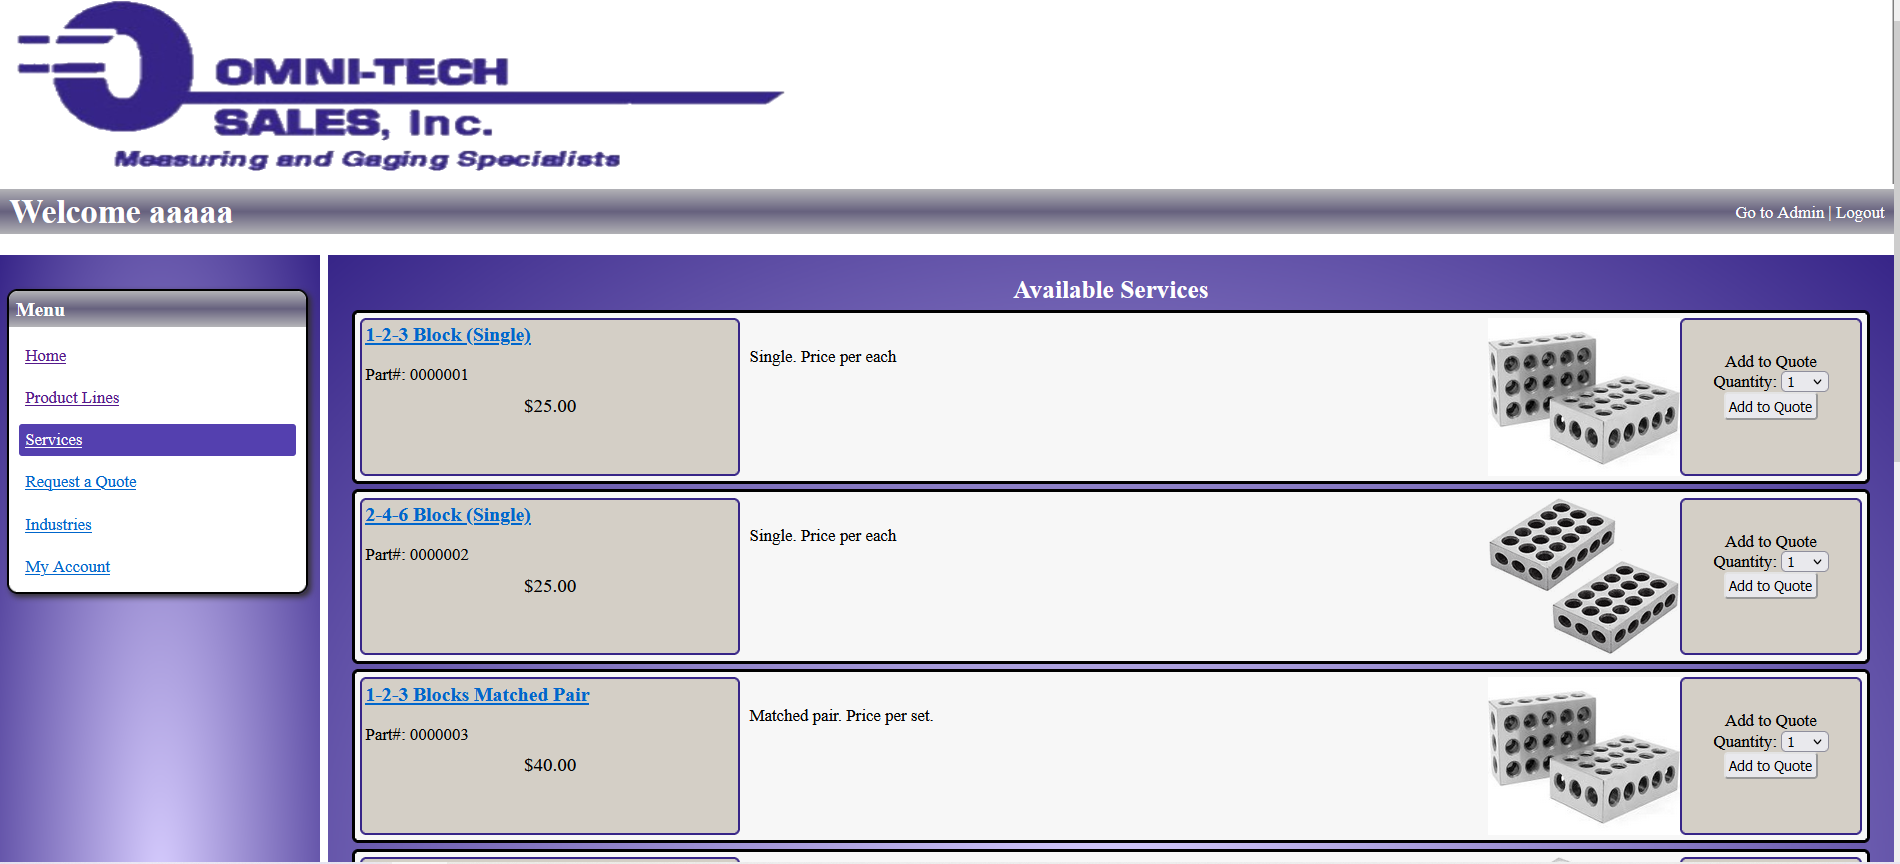 OMNI-TECH
SALES, Inc.
Measuring and Gaging Specialists
Welcome aaaaa
Go to Admin | Logout
Menu
Home
Product Lines
Services
Request a Quote
Industries
My Account
Available Services
1-2-3 Block (Single)
Part#: 0000001
$25.00
Single. Price per each
Add to Quote
Quantity: 1
Add to Quote
2-4-6 Block (Single)
Part#: 0000002
$25.00
Single. Price per each
Add to Quote
Quantity: 1
Add to Quote
1-2-3 Blocks Matched Pair
Part#: 0000003
$40.00
Matched pair. Price per set.
Add to Quote
Quantity: 1
Add to Quote